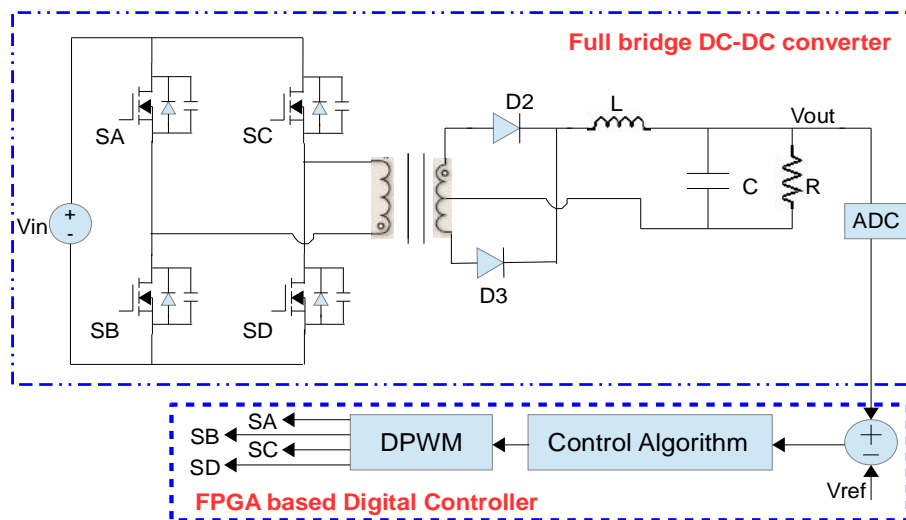 Full bridge DC-DC converter
SA
SC
D2
L
Vout
Vin
+
-
C
R
ADC
D3
SB
SD
SA
SB
SC
SD
DPWM
Control Algorithm
+
−
Vref
FPGA based Digital Controller